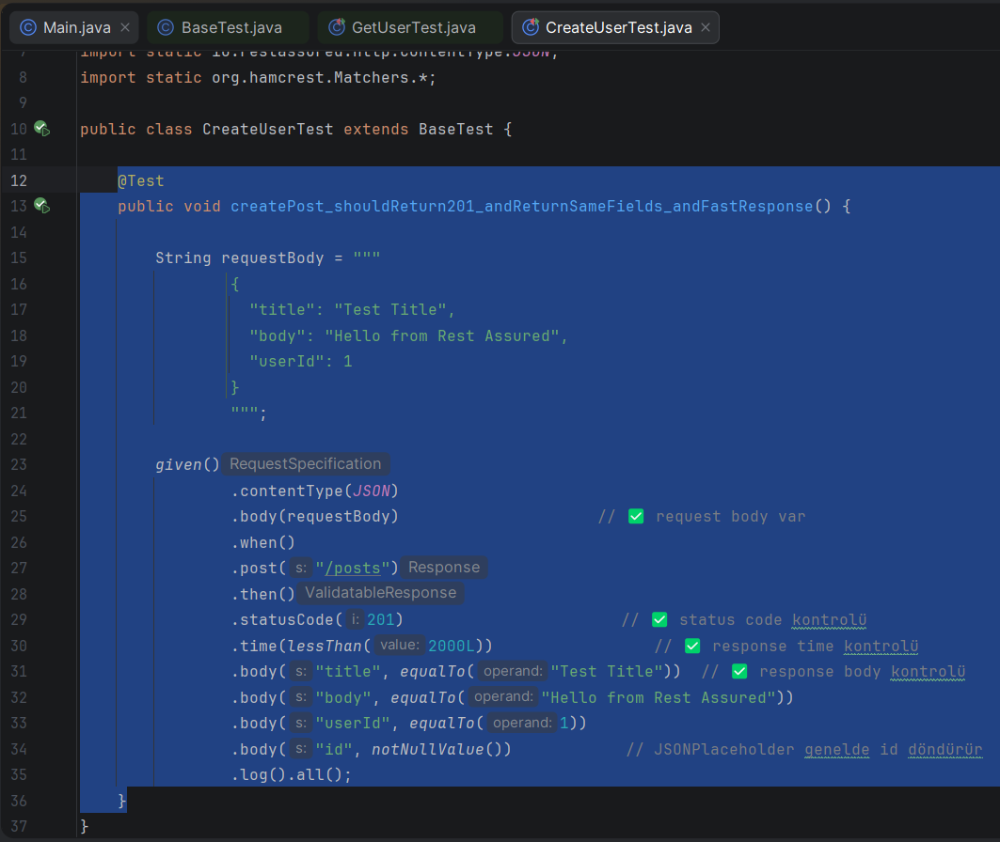 Main.java × BaseTest.java GetUserTest.java CreateUserTest.java ×
7 import static io.restassured.http.ContentType.JSON;
8 import static org.hamcrest.Matchers.*;
9
10 public class CreateUserTest extends BaseTest {
11
12 @Test
13 public void createPost_shouldReturn201_andReturnSameFields_andFastResponse() {
14
15 String requestBody = """
16 {
17 "title": "Test Title",
18 "body": "Hello from Rest Assured",
19 "userId": 1
20 }
21 """;
22
23 given() RequestSpecification
24 .contentType(JSON)
25 .body(requestBody) // ✅ request body var
26 .when()
27 .post( s: "/posts") Response
28 .then() ValidatableResponse
29 .statusCode( i: 201) // ✅ status code kontrolü
30 .time(lessThan( value: 2000L)) // ✅ response time kontrolü
31 .body( s: "title", equalTo( operand: "Test Title")) // ✅ response body kontrolü
32 .body( s: "body", equalTo( operand: "Hello from Rest Assured"))
33 .body( s: "userId", equalTo( operand: 1))
34 .body( s: "id", notNullValue()) // JSONPlaceholder genelde id döndürür
35 .log().all();
36 }
37 }